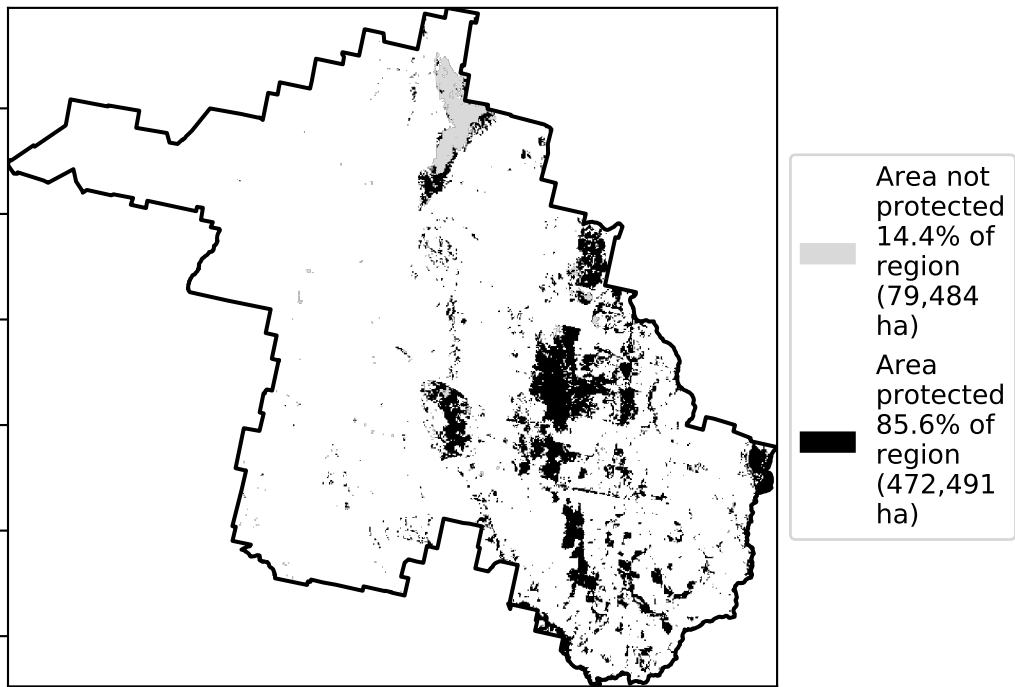 Area not
protected
14.4% of
region
(79,484
ha)
Area
protected
85.6% of
region
(472,491
ha)